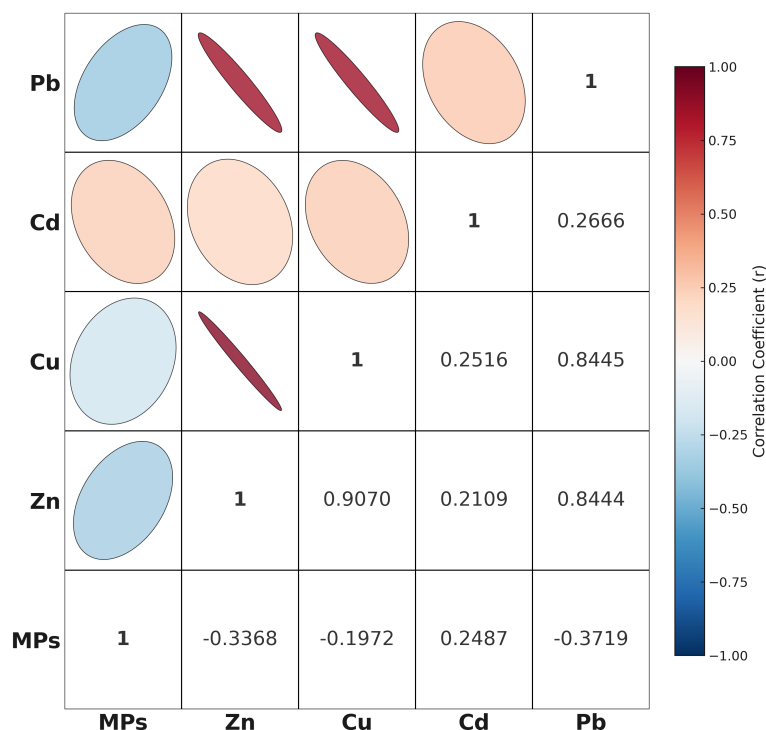 Pb 1
Cd 1 0.2666
Cu 1 0.2516 0.8445
Zn 1 0.9070 0.2109 0.8444
MPs 1 -0.3368 -0.1972 0.2487 -0.3719
MPs Zn Cu Cd Pb
1.00
0.75
0.50
0.25
0.00
−0.25
−0.50
−0.75
−1.00
Correlation Coefficient (r)